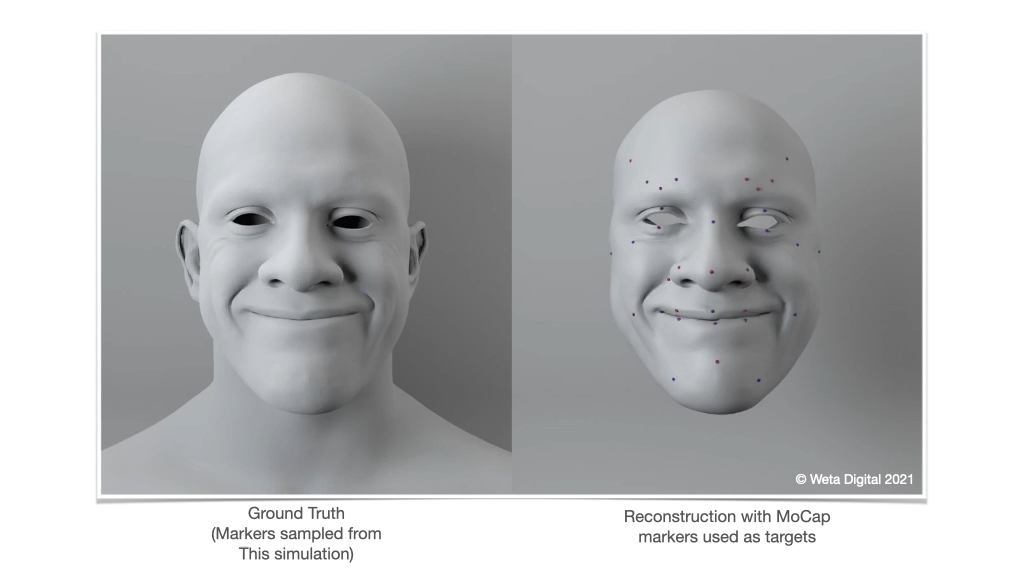 © Weta Digital 2021
Ground Truth
(Markers sampled from
This simulation)
Reconstruction with MoCap
markers used as targets